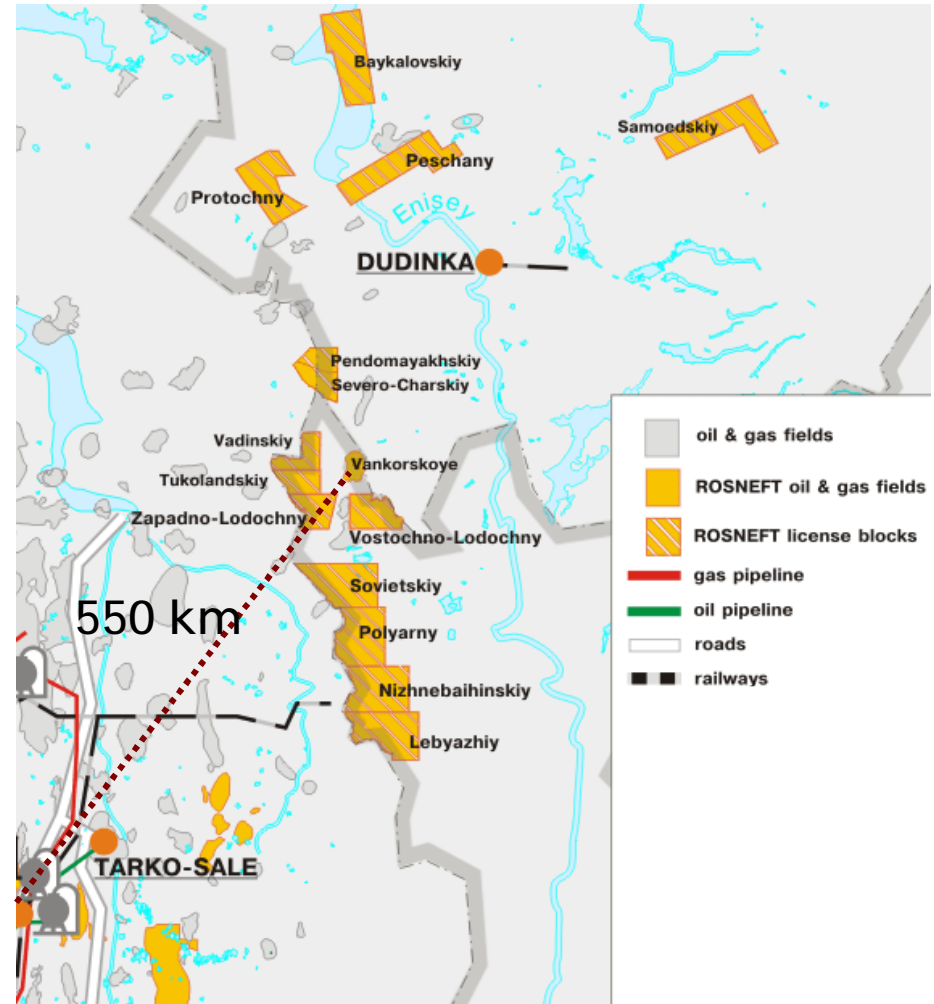 Baykalovskiy
Samoedskiy
Peschany
Protochny
Enisey
DUDINKA
Pendomayakhskiy
Severo-Charskiy
Vadinskiy
Vankorskoye
Tukolandskiy
Zapadno-Lodochny
Vostochno-Lodochny
Sovietskiy
550 km
Polyarny
Nizhnebaihinskiy
Lebyazhiy
TARKO-SALE
oil & gas fields
ROSNEFT oil & gas fields
ROSNEFT license blocks
gas pipeline
oil pipeline
roads
railways